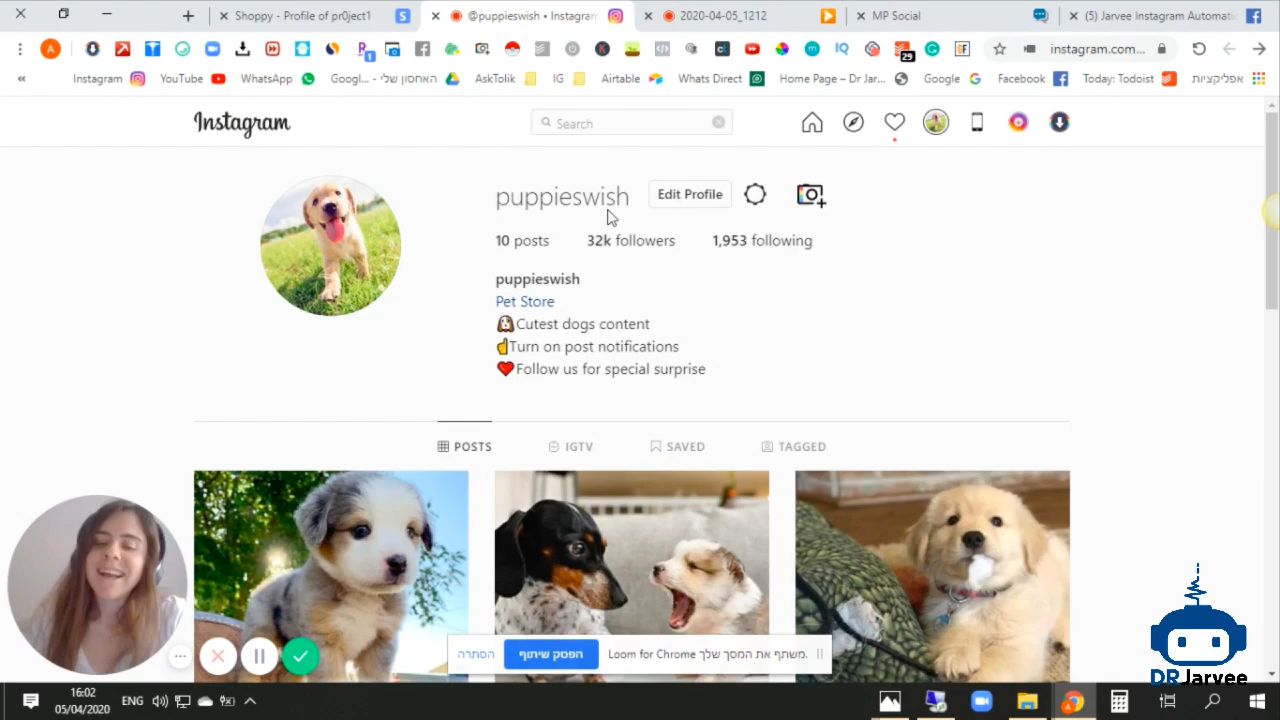 Shoppy - Profile of pr0ject1
@puppieswish • Instagram
2020-04-05_1212
MP Social
(5) Jarvee Instagram Automatic
instagram.com...
A
1
29
Instagram
YouTube
WhatsApp
Googl... - האחסון שלי
AskTolik
IG
Airtable
Whats Direct
Home Page – Dr Jar...
Google
Facebook
Today: Todoist
אפליקציות
Instagram
Search
puppieswish
Edit Profile
10 posts
32k followers
1,953 following
puppieswish
Pet Store
Cutest dogs content
Turn on post notifications
Follow us for special surprise
POSTS
IGTV
SAVED
TAGGED
הסתרה
הפסק שיתוף
Loom for Chrome משתף את המסך שלך.
DRJarvee
16:02
05/04/2020
ENG